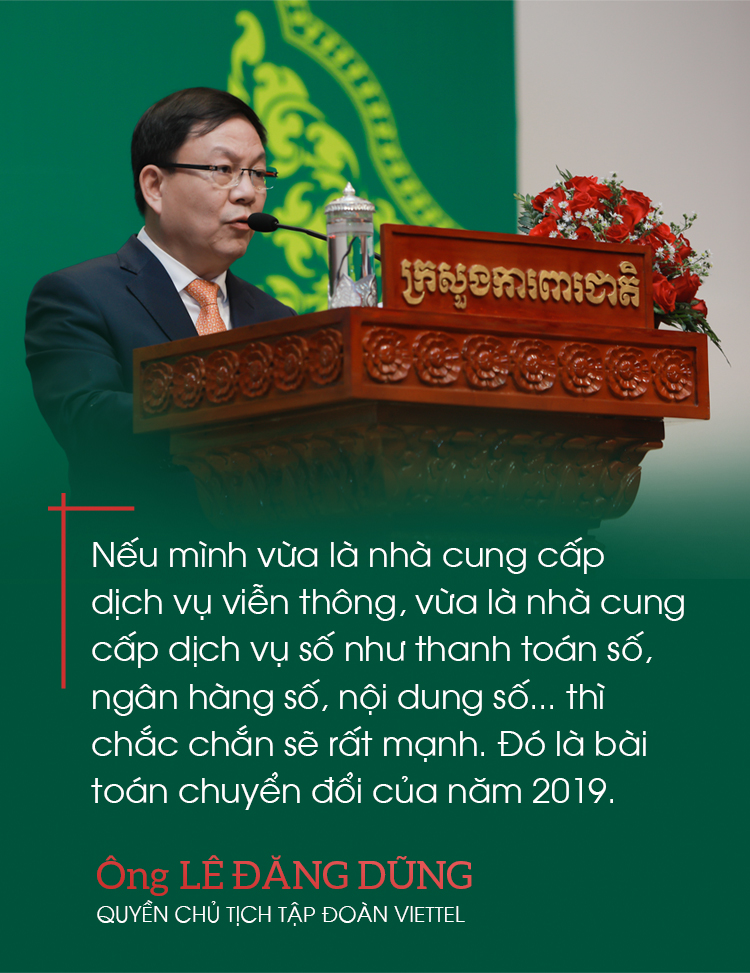 ក្រសួងការពារជាតិ
Nếu mình vừa là nhà cung cấp
dịch vụ viễn thông, vừa là nhà cung
cấp dịch vụ số như thanh toán số,
ngân hàng số, nội dung số... thì
chắc chắn sẽ rất mạnh. Đó là bài
toán chuyển đổi của năm 2019.
Ông LÊ ĐĂNG DŨNG
QUYỀN CHỦ TỊCH TẬP ĐOÀN VIETTEL